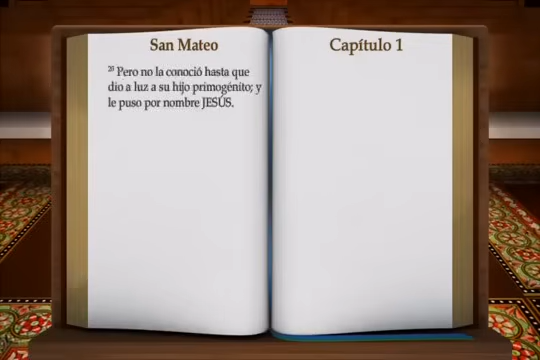 San Mateo
Capítulo 1
25 Pero no la conoció hasta que
dio a luz a su hijo primogénito; y
le puso por nombre JESÚS.